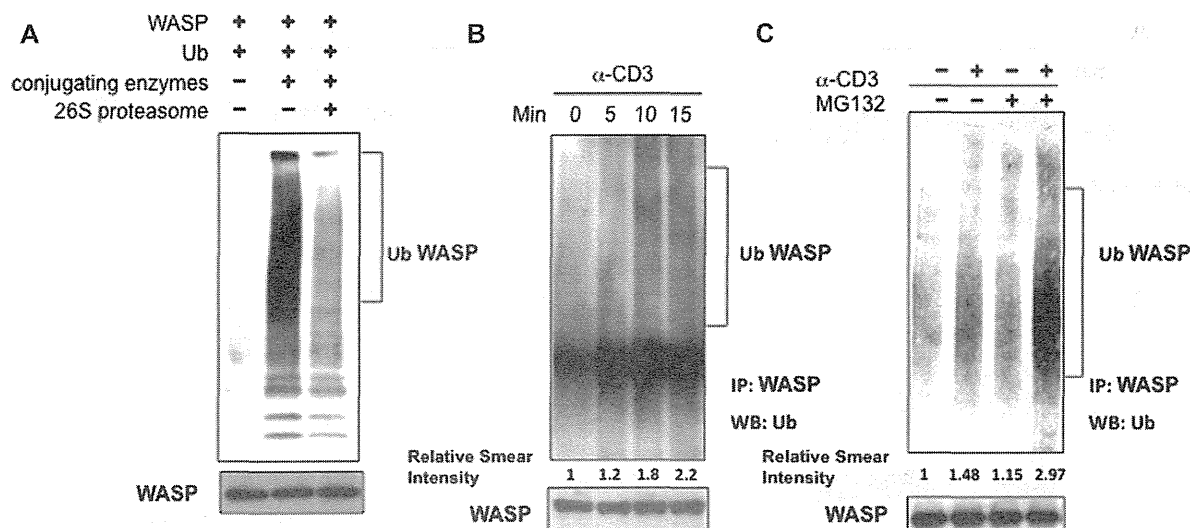 A
WASP + + +
Ub + + +
conjugating enzymes - + +
26S proteasome - - +
Ub WASP
WASP
B
α-CD3
Min 0 5 10 15
Ub WASP
IP: WASP
WB: Ub
Relative Smear
Intensity 1 1.2 1.8 2.2
WASP
C
α-CD3 - + - +
MG132 - - + +
Ub WASP
IP: WASP
WB: Ub
Relative Smear
Intensity 1 1.48 1.15 2.97
WASP